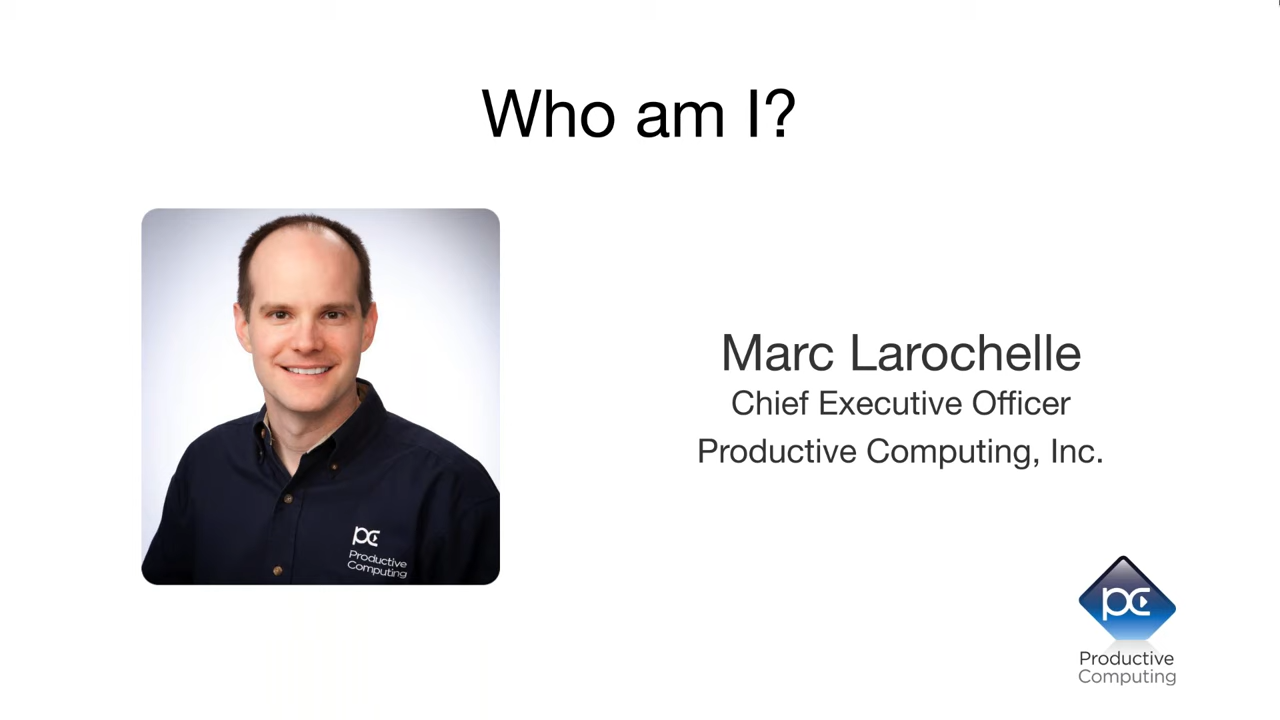 Who am I?
Marc Larochelle
Chief Executive Officer
Productive Computing, Inc.
pc
Productive
Computing
pc
Productive
Computing